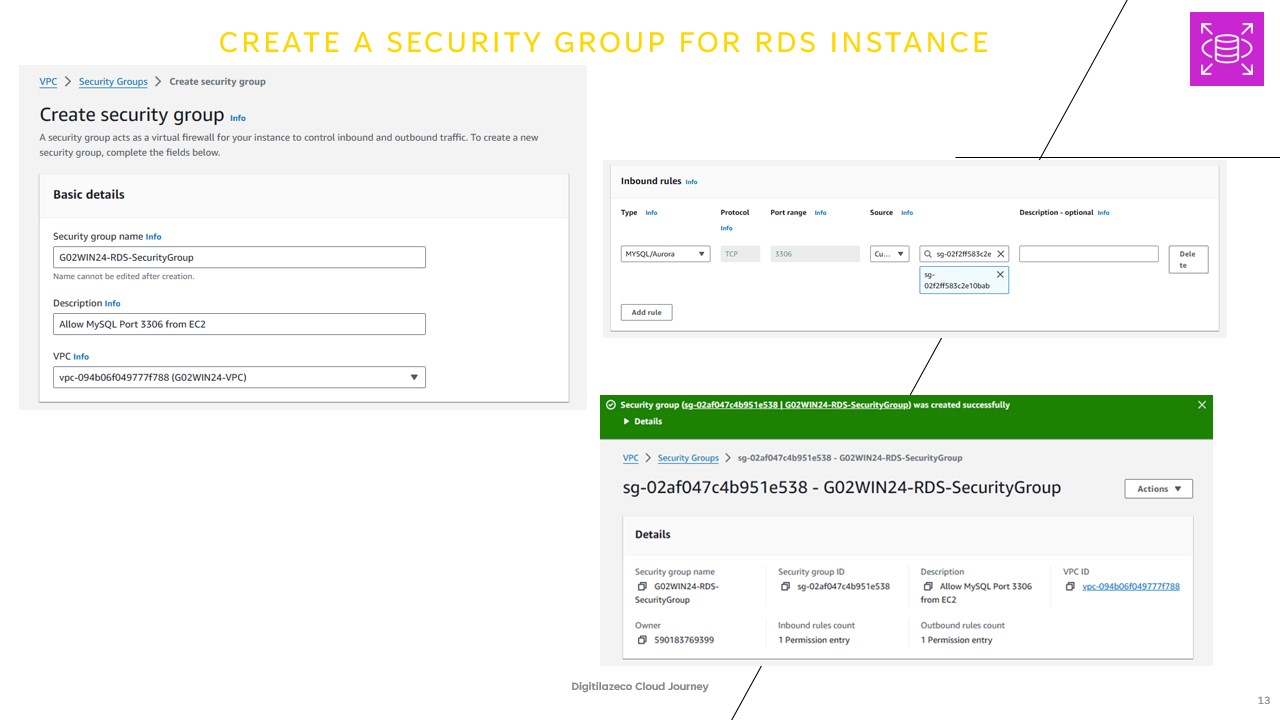 CREATE A SECURITY GROUP FOR RDS INSTANCE
VPC > Security Groups > Create security group
Create security group Info
A security group acts as a virtual firewall for your instance to control inbound and outbound traffic. To create a new
security group, complete the fields below.
Basic details
Security group name Info
G02WIN24-RDS-SecurityGroup
Name cannot be edited after creation.
Description Info
Allow MySQL Port 3306 from EC2
VPC Info
vpc-094b06f049777f788 (G02WIN24-VPC)
Inbound rules Info
Type Info Protocol Port range Info Source Info Description - optional Info
Info
MYSQL/Aurora TCP 3306 Cu... sg-02f2ff583c2e Dele
te
sg-
02f2ff583c2e10bab
Add rule
Security group (sg-02af047c4b951e538 | G02WIN24-RDS-SecurityGroup) was created successfully
Details
VPC > Security Groups > sg-02af047c4b951e538 - G02WIN24-RDS-SecurityGroup
sg-02af047c4b951e538 - G02WIN24-RDS-SecurityGroup
Actions
Details
Security group name Security group ID Description VPC ID
G02WIN24-RDS- sg-02af047c4b951e538 Allow MySQL Port 3306 vpc-094b06f049777f788
SecurityGroup from EC2
Owner Inbound rules count Outbound rules count
590183769399 1 Permission entry 1 Permission entry
Digitilazeco Cloud Journey
13